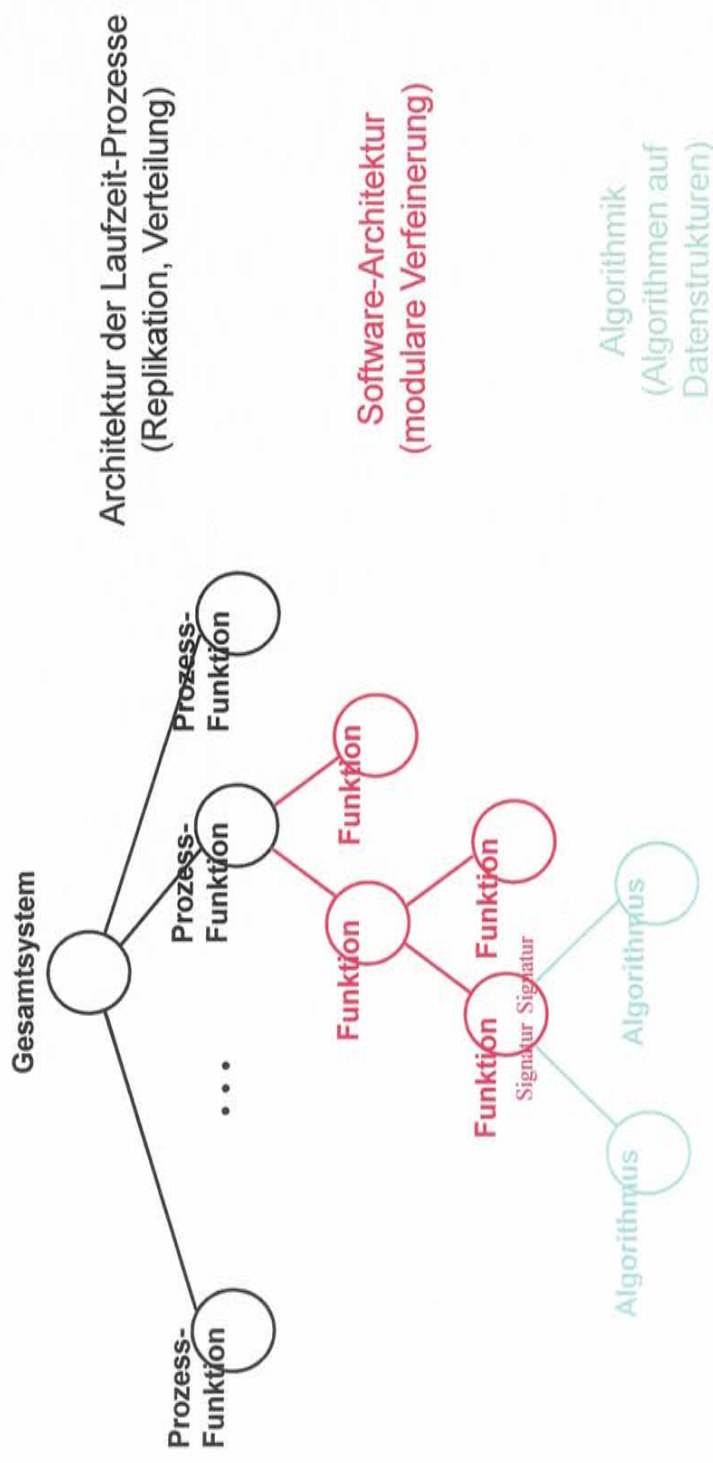 Gesamtsystem
Prozess-
Funktion
...
Prozess-
Funktion
Prozess-
Funktion
Architektur der Laufzeit-Prozesse
(Replikation, Verteilung)
Funktion
Funktion
Software-Architektur
(modulare Verfeinerung)
Funktion
Signatur Signatur
Funktion
Algorithmus
Algorithmus
Algorithmik
(Algorithmen auf
Datenstrukturen)